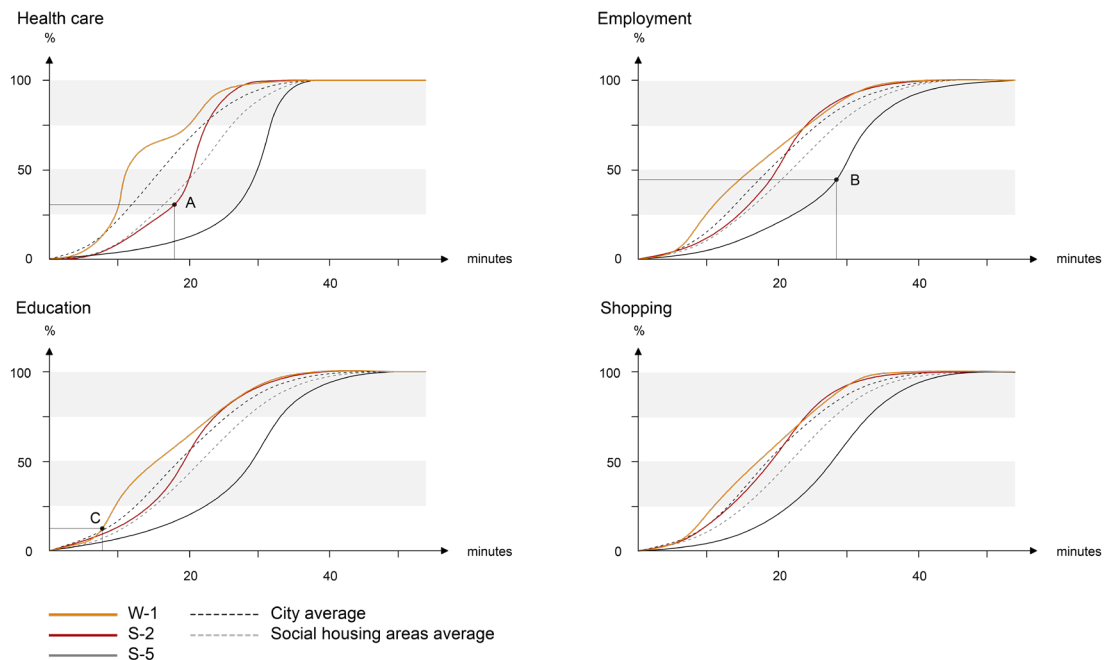 Health care
%
100
50
0
A
20
40
minutes
Employment
%
100
50
0
B
20
40
minutes
Education
%
100
50
0
C
20
40
minutes
Shopping
%
100
50
0
20
40
minutes
W-1
City average
S-2
Social housing areas average
S-5